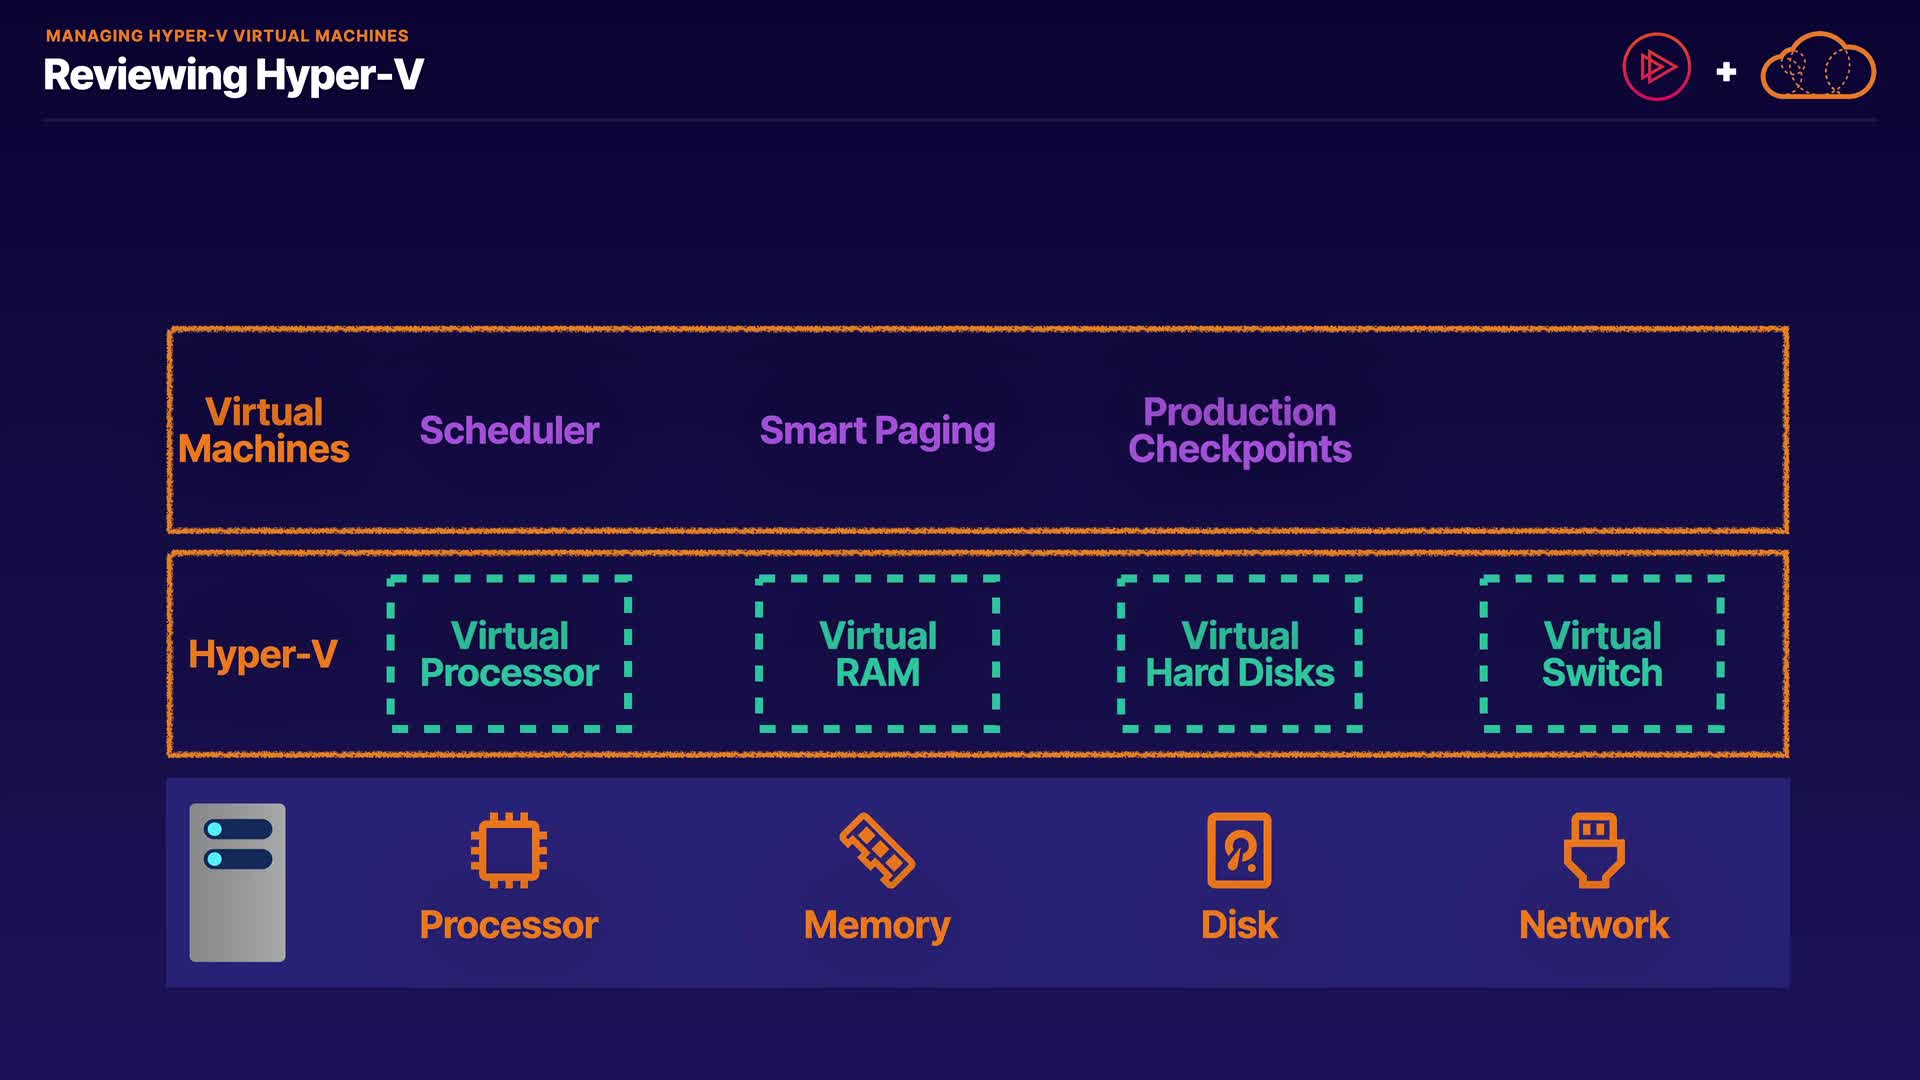 MANAGING HYPER-V VIRTUAL MACHINES
Reviewing Hyper-V
Virtual
Machines
Scheduler
Smart Paging
Production
Checkpoints
Hyper-V
Virtual
Processor
Virtual
RAM
Virtual
Hard Disks
Virtual
Switch
Processor
Memory
Disk
Network